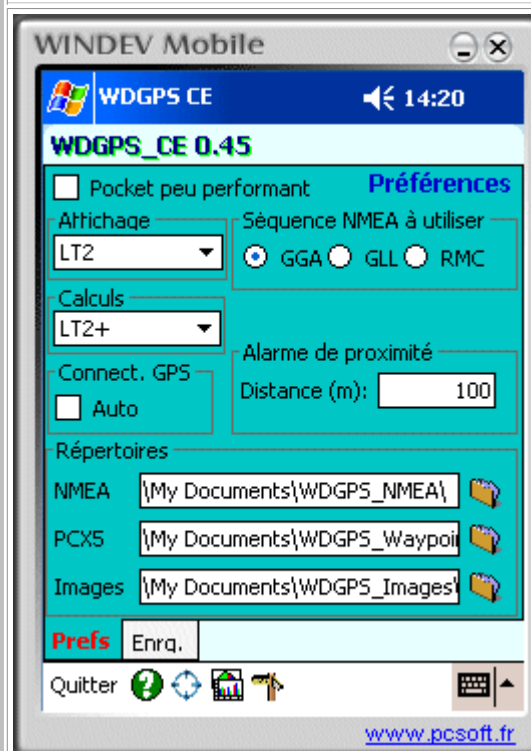 WINDEV Mobile
WDGPS CE 14:20
WDGPS_CE 0.45
Pocket peu performant Préférences
Affichage Séquence NMEA à utiliser
LT2 GGA GLL RMC
Calculs
LT2+
Alarme de proximité
Connect. GPS
Distance (m): 100
Auto
Répertoires
NMEA \My Documents\WDGPS_NMEA\
PCX5 \My Documents\WDGPS_Waypoi
Images \My Documents\WDGPS_Images\
Prefs Enrg.
Quitter
www.pcsoft.fr